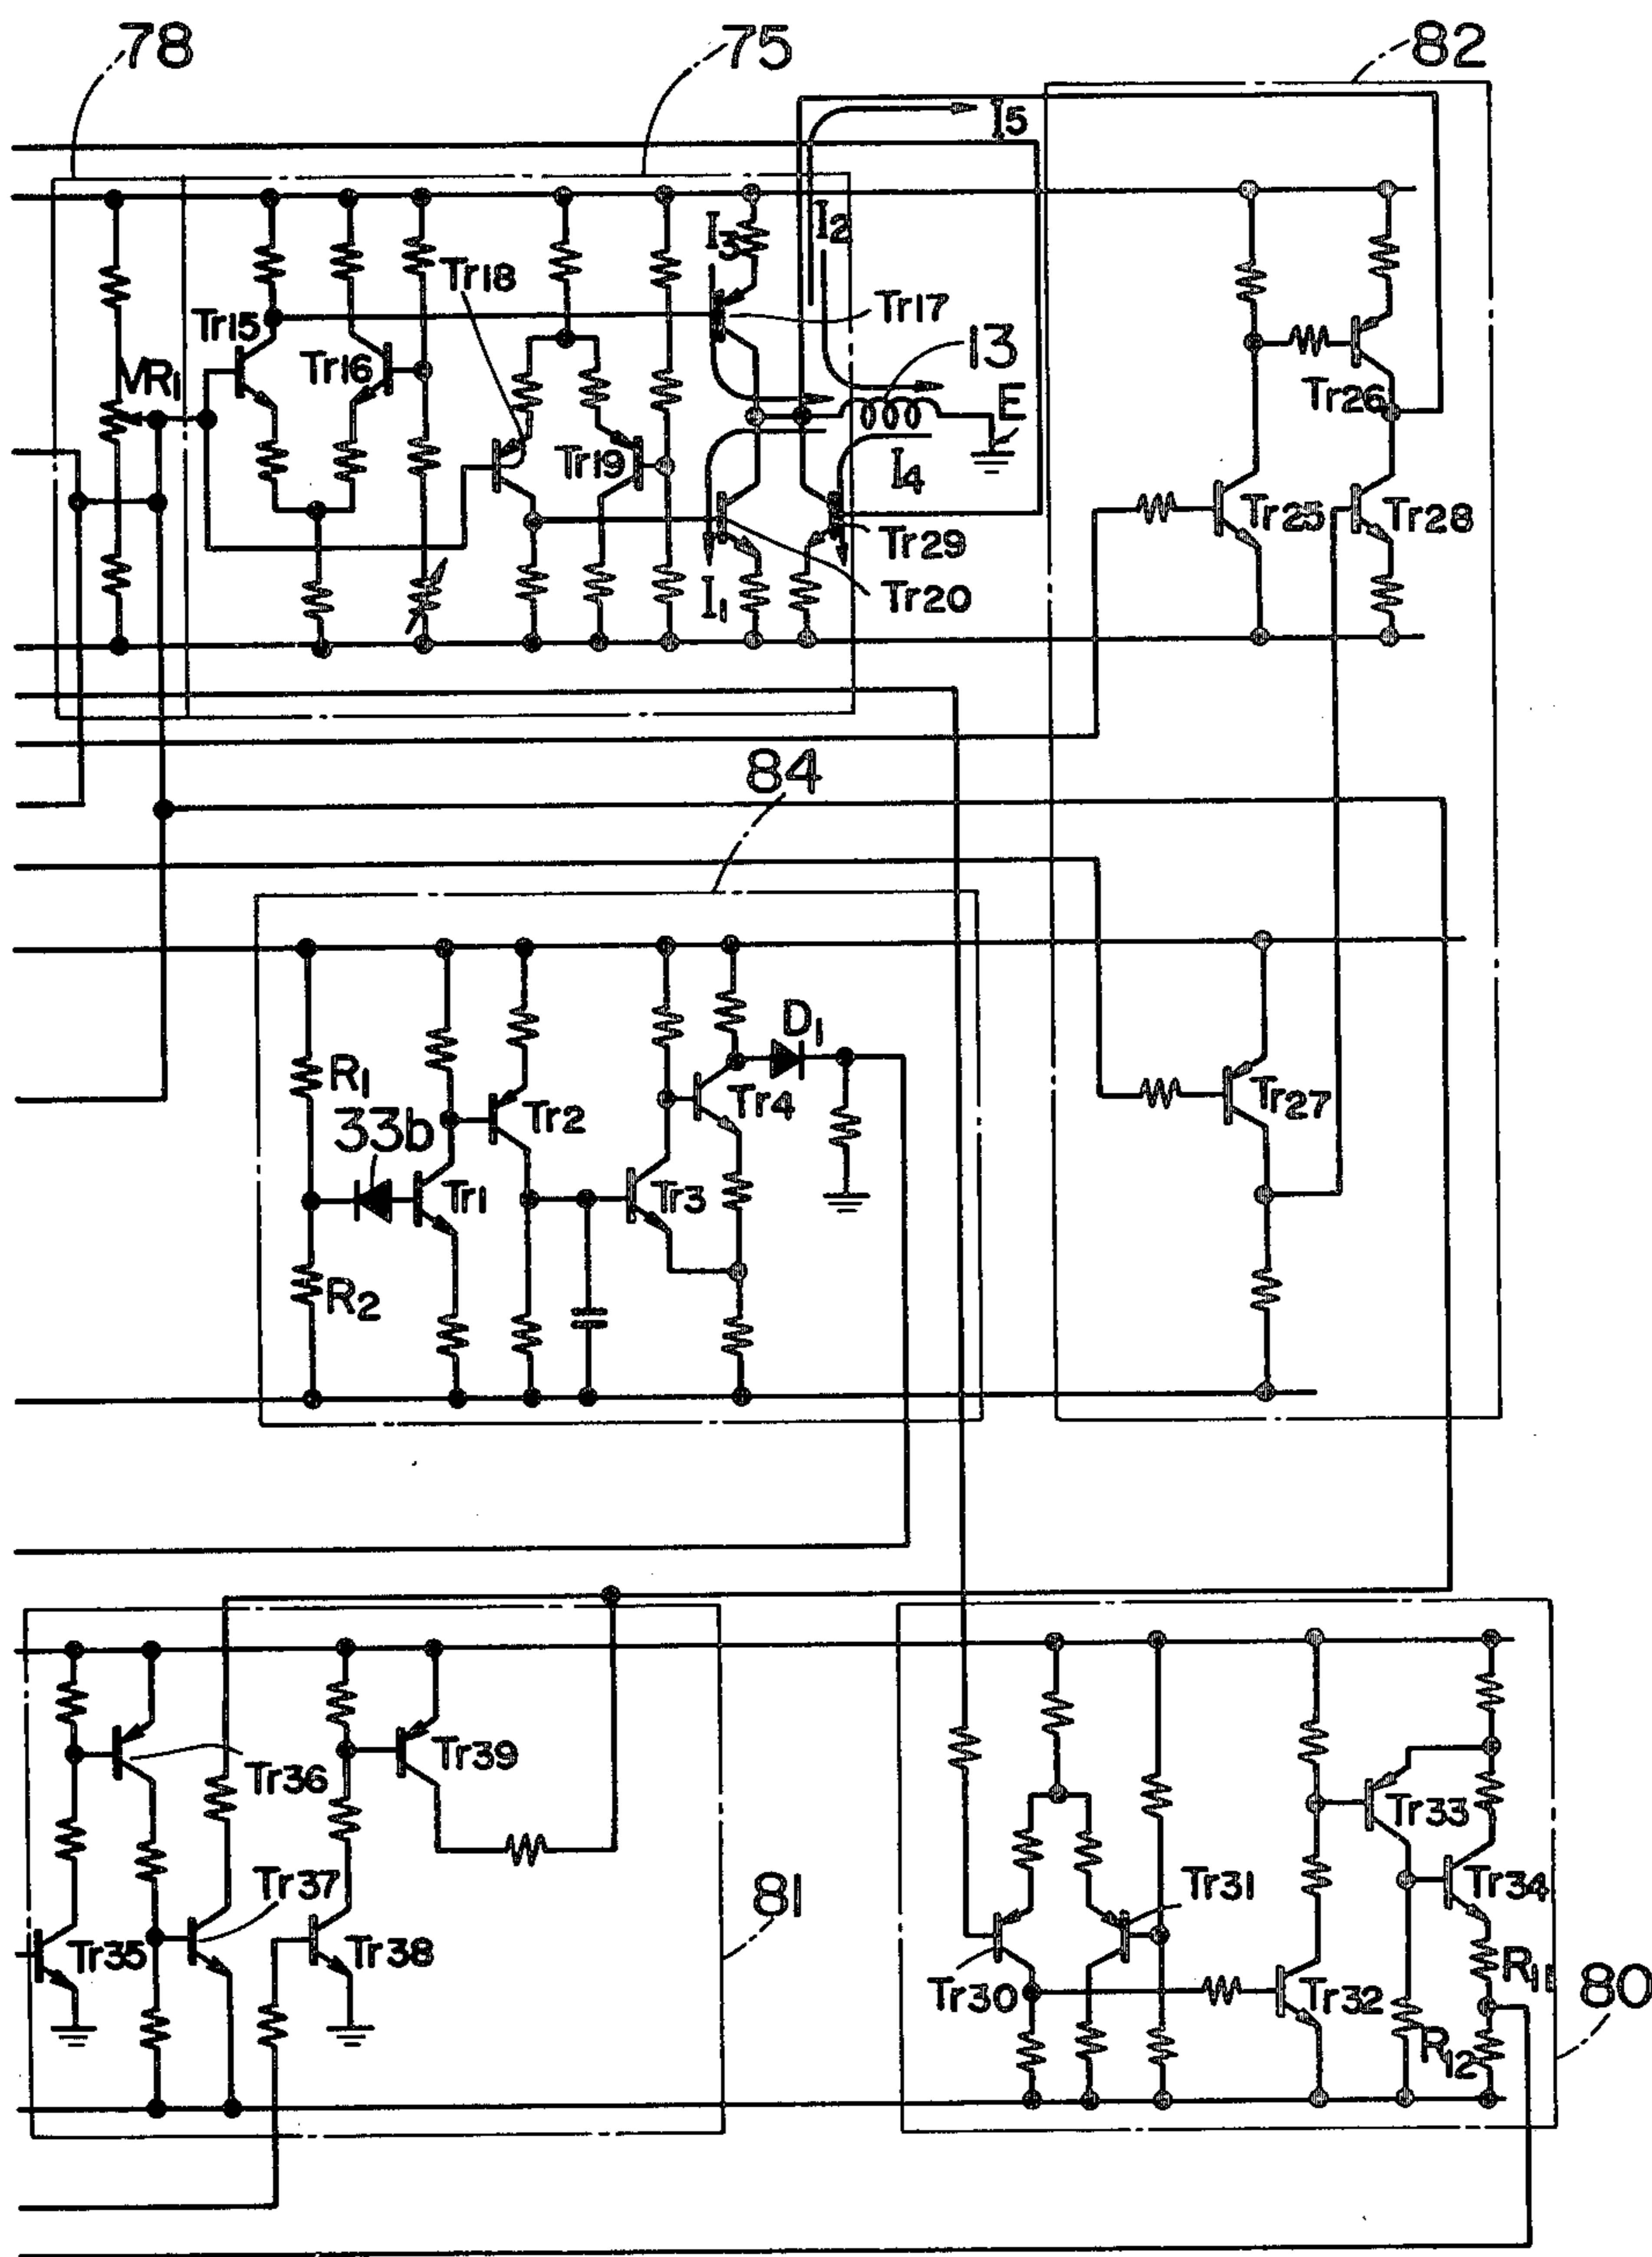 78
75
82
I5
I3
I2
Tr18
Tr15
Tr17
VR1
Tr16
13
E
Tr26
Tr19
I4
Tr25
Tr28
Tr29
I1
Tr20
84
D1
R1
Tr4
Tr27
33b
Tr2
Tr1
Tr3
R2
Tr39
Tr36
Tr33
Tr37
Tr31
Tr34
81
Tr35
Tr38
R11
Tr30
Tr32
80
R12